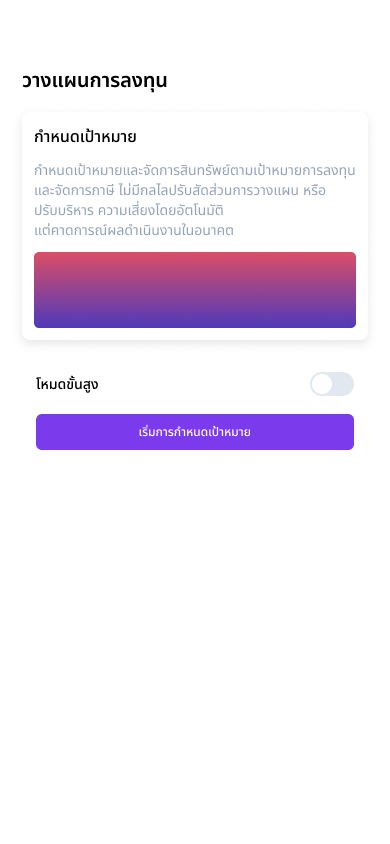 วางแผนการลงทุน
กำหนดเป้าหมาย
กำหนดเป้าหมายและจัดการสินทรัพย์ตามเป้าหมายการลงทุน
และจัดการภาษี ไม่มีกลไลปรับสัดส่วนการวางแผน หรือ
ปรับบริหาร ความเสี่ยงโดยอัตโนมัติ
แต่คาดการณ์ผลดำเนินงานในอนาคต
โหมดขั้นสูง
เริ่มการกำหนดเป้าหมาย